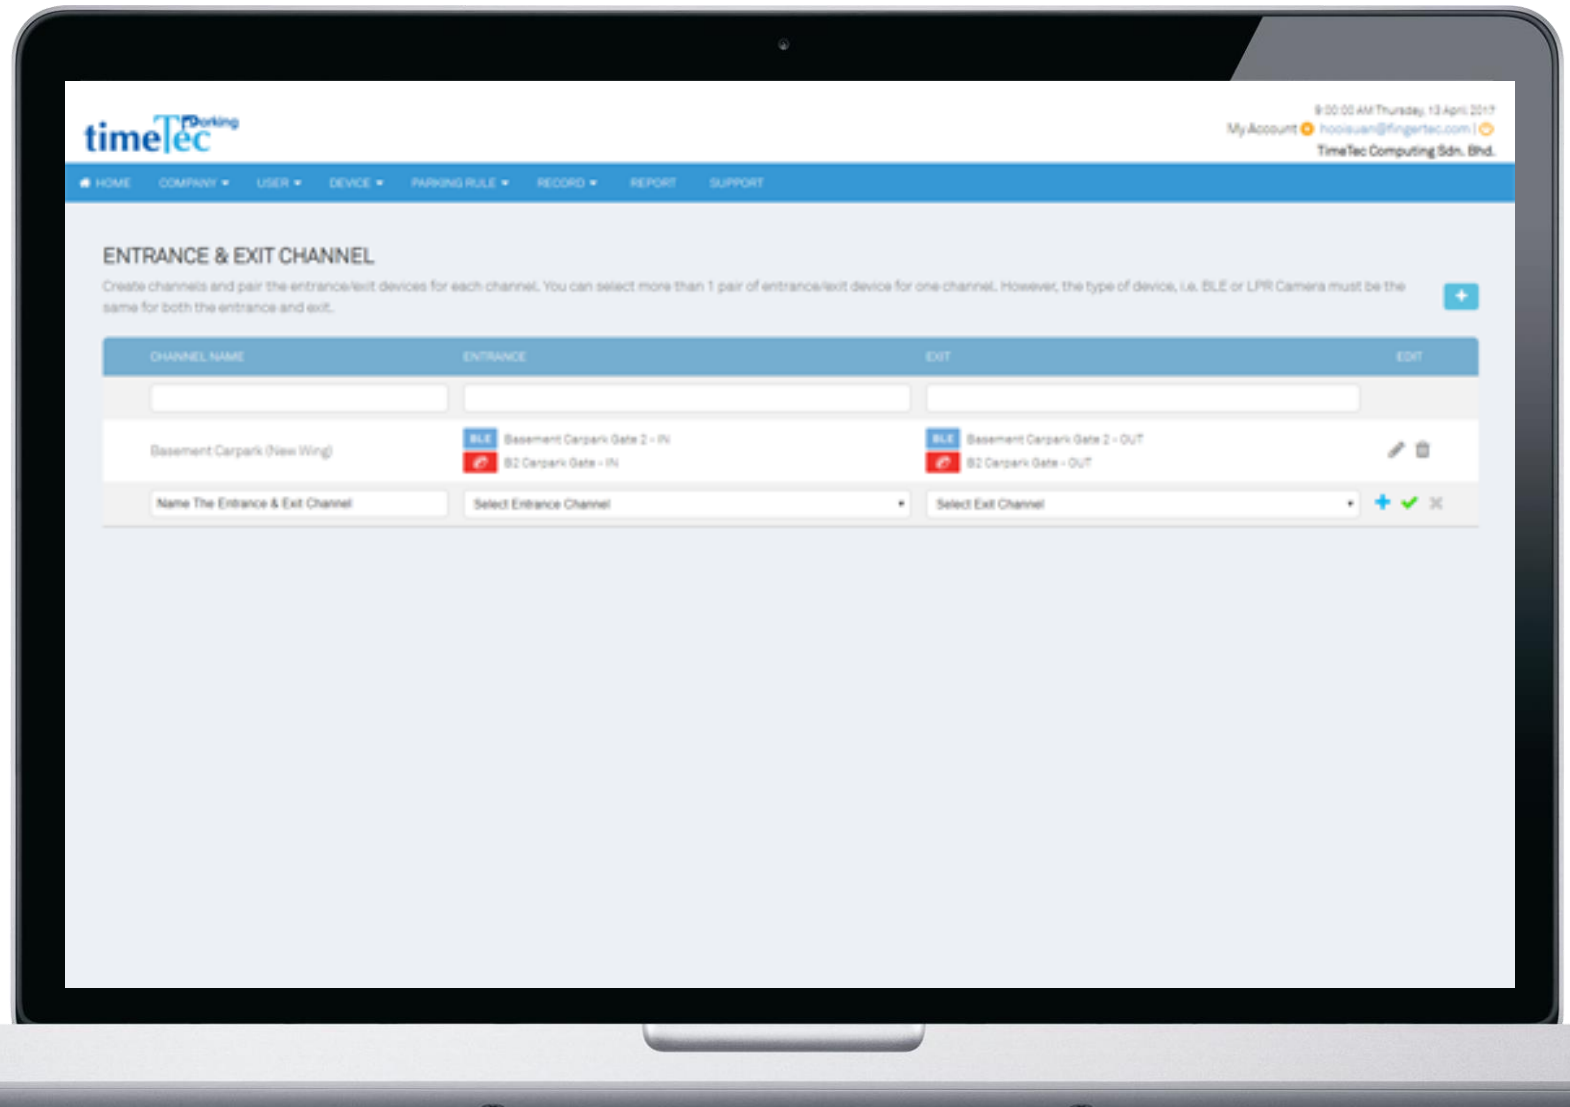 timeTec Parking
9:00:00 AM Thursday, 13 April 2017
My Account hooisuan@fingertec.com |
TimeTec Computing Sdn. Bhd.
HOME COMPANY USER DEVICE PARKING RULE RECORD REPORT SUPPORT
ENTRANCE & EXIT CHANNEL
Create channels and pair the entrance/exit devices for each channel. You can select more than 1 pair of entrance/exit device for one channel. However, the type of device, i.e. BLE or LPR Camera must be the
same for both the entrance and exit.
CHANNEL NAME ENTRANCE EXIT EDIT
Basement Carpark (New Wing)
BLE Basement Carpark Gate 2 - IN
B2 Carpark Gate - IN
BLE Basement Carpark Gate 2 - OUT
B2 Carpark Gate - OUT
Name The Entrance & Exit Channel Select Entrance Channel Select Exit Channel